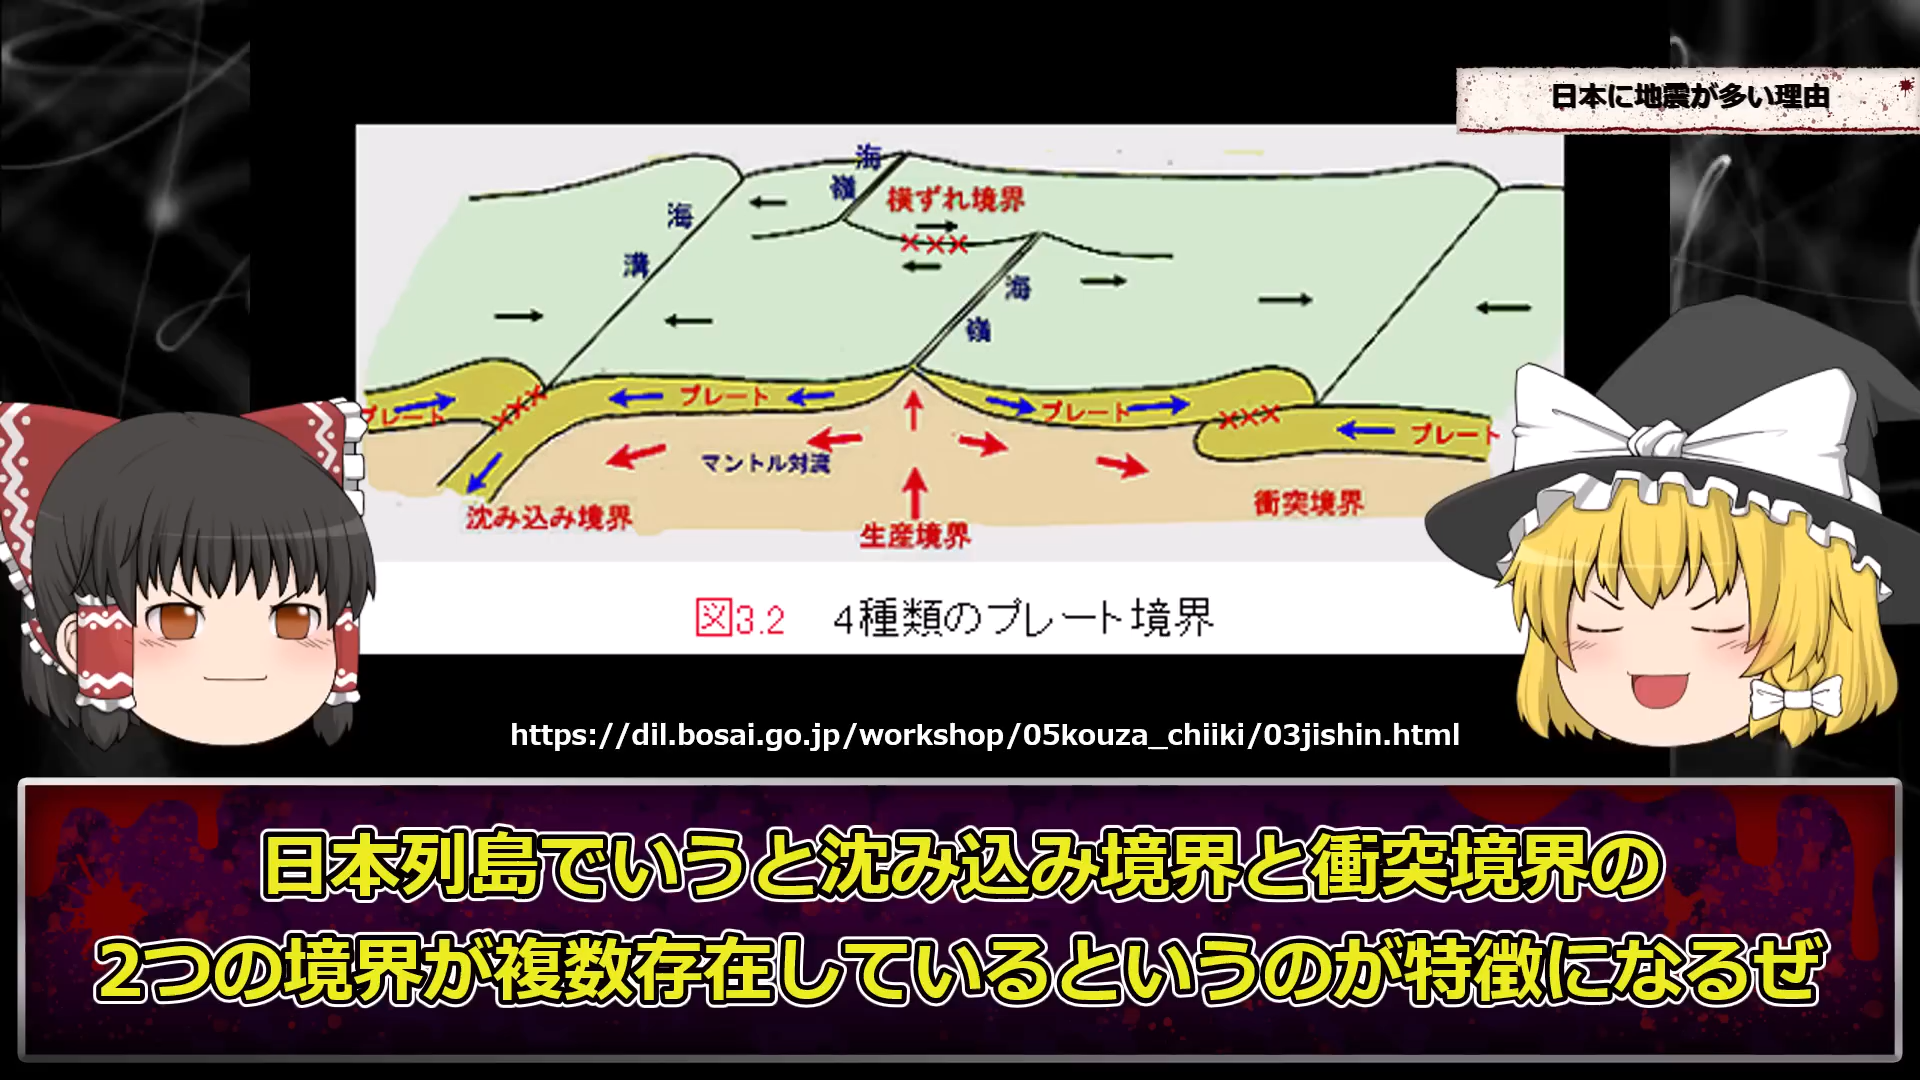 日本に地震が多い理由
海嶺
横ずれ境界
海溝
海嶺
プレート
プレート
プレート
プレート
マントル対流
沈み込み境界
生産境界
衝突境界
図3.2 4種類のプレート境界
https://dil.bosai.go.jp/workshop/05kouza_chiiki/03jishin.html
日本列島でいうと沈み込み境界と衝突境界の
2つの境界が複数存在しているというのが特徴になるぜ